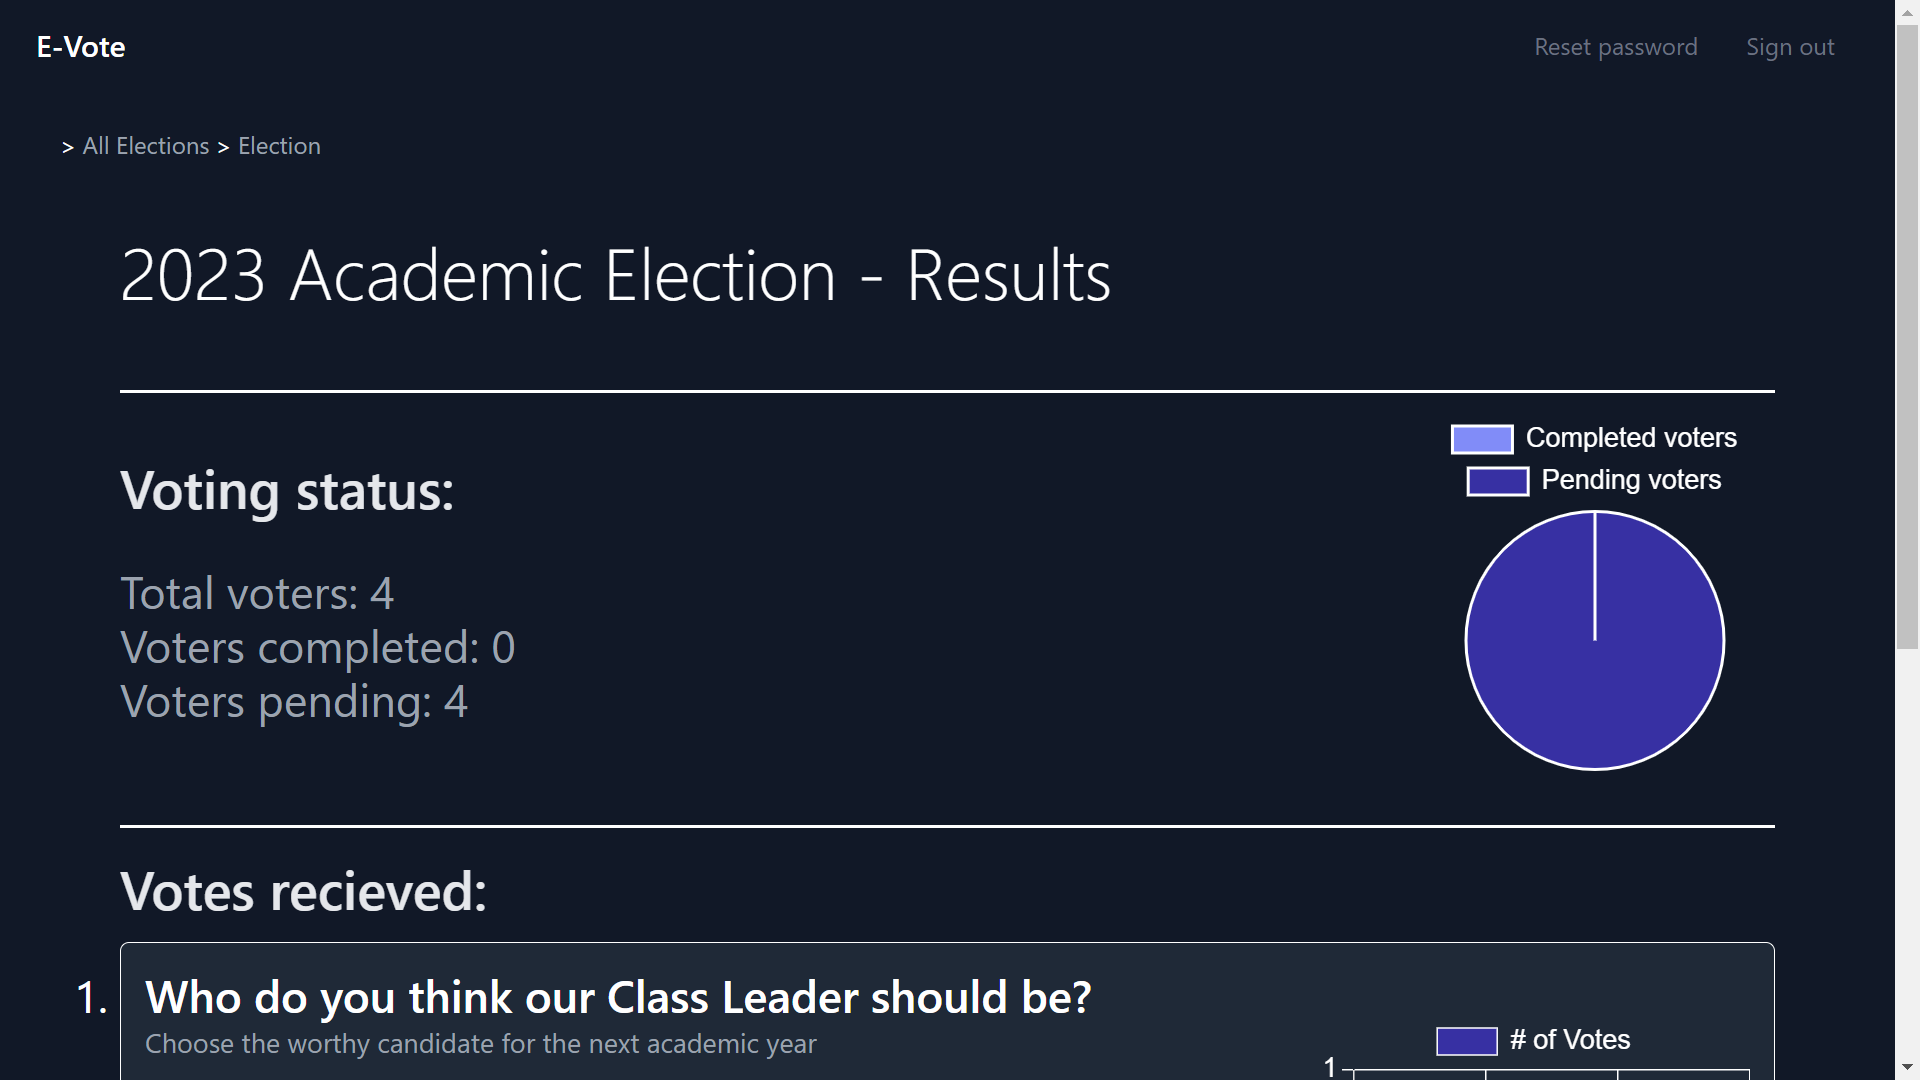 E-Vote
Reset password
Sign out
> All Elections > Election
2023 Academic Election - Results
Completed voters
Pending voters
Voting status:
Total voters: 4
Voters completed: 0
Voters pending: 4
Votes recieved:
1. Who do you think our Class Leader should be?
Choose the worthy candidate for the next academic year
# of Votes
1